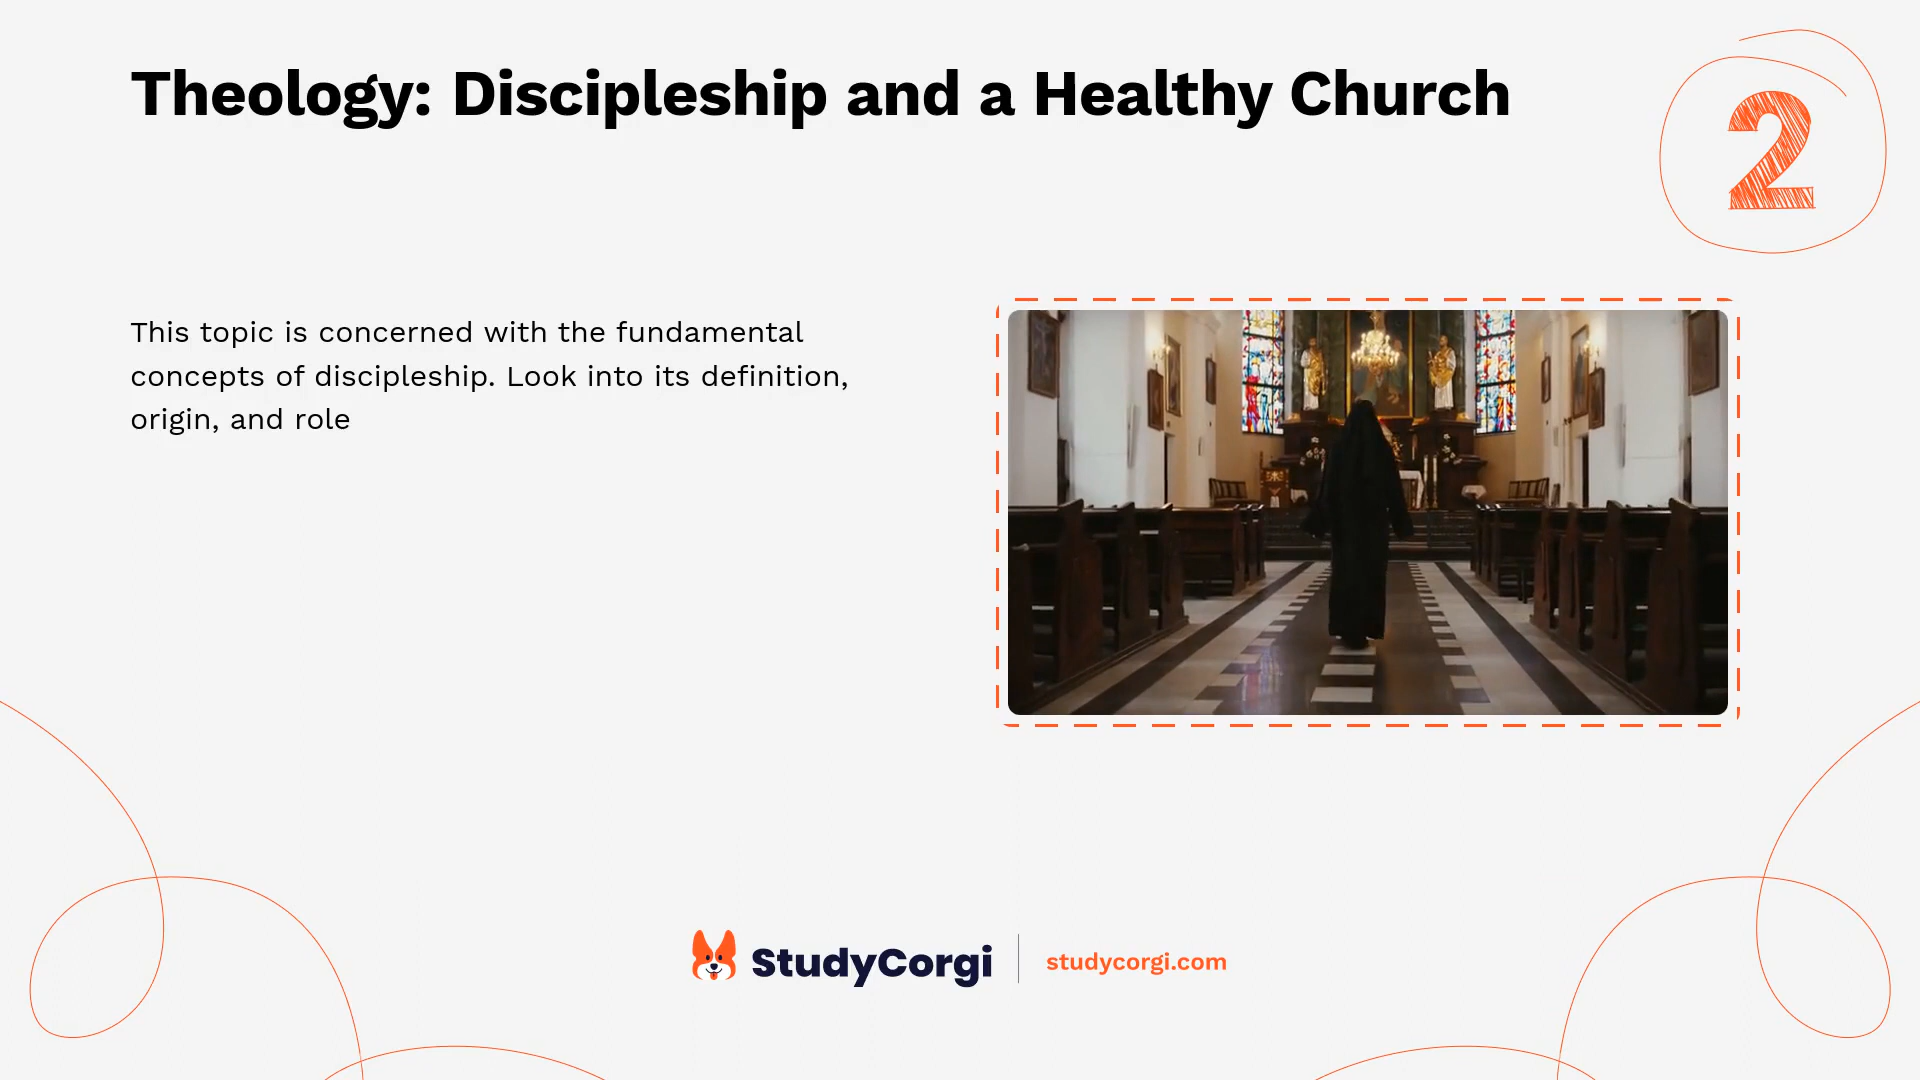 Theology: Discipleship and a Healthy Church
2
This topic is concerned with the fundamental
concepts of discipleship. Look into its definition,
origin, and role
StudyCorgi
studycorgi.com